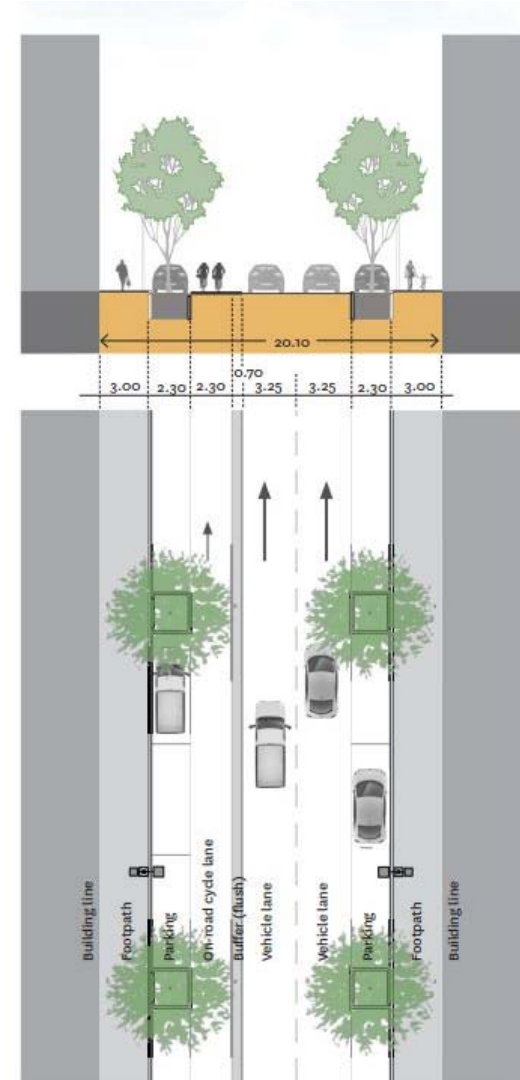 20.10
0.70
3.00 2.30 2.30 3.25 3.25 2.30 3.00
Building line
Footpath
Parking
On-road cycle lane
Buffer (flush)
Vehicle lane
Vehicle lane
Parking
Footpath
Building line